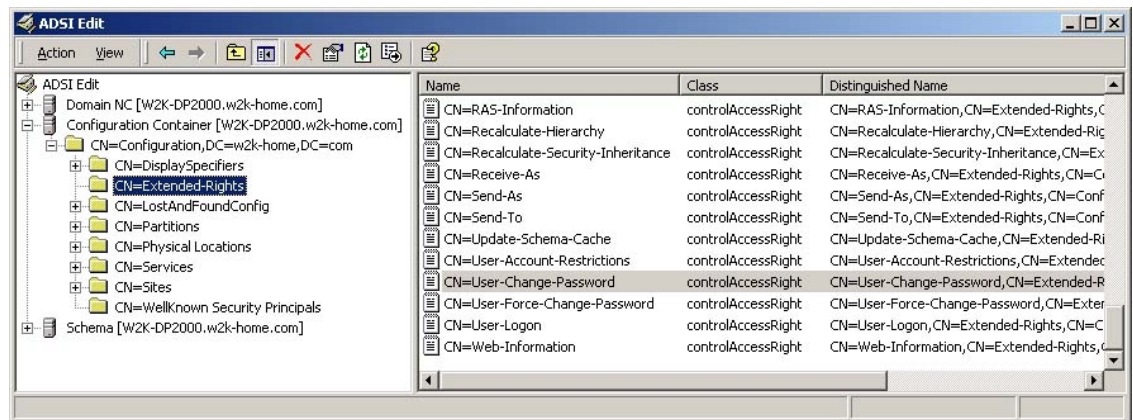 ADSI Edit
Action View
ADSI Edit
Domain NC [W2K-DP2000.w2k-home.com]
Configuration Container [W2K-DP2000.w2k-home.com]
CN=Configuration,DC=w2k-home,DC=com
CN=DisplaySpecifiers
CN=Extended-Rights
CN=LostAndFoundConfig
CN=Partitions
CN=Physical Locations
CN=Services
CN=Sites
CN=WellKnown Security Principals
Schema [W2K-DP2000.w2k-home.com]
Name Class Distinguished Name
CN=RAS-Information controlAccessRight CN=RAS-Information,CN=Extended-Rights,C
CN=Recalculate-Hierarchy controlAccessRight CN=Recalculate-Hierarchy,CN=Extended-Rig
CN=Recalculate-Security-Inheritance controlAccessRight CN=Recalculate-Security-Inheritance,CN=Ex
CN=Receive-As controlAccessRight CN=Receive-As,CN=Extended-Rights,CN=Co
CN=Send-As controlAccessRight CN=Send-As,CN=Extended-Rights,CN=Conf
CN=Send-To controlAccessRight CN=Send-To,CN=Extended-Rights,CN=Conf
CN=Update-Schema-Cache controlAccessRight CN=Update-Schema-Cache,CN=Extended-Ri
CN=User-Account-Restrictions controlAccessRight CN=User-Account-Restrictions,CN=Extended
CN=User-Change-Password controlAccessRight CN=User-Change-Password,CN=Extended-R
CN=User-Force-Change-Password controlAccessRight CN=User-Force-Change-Password,CN=Exter
CN=User-Logon controlAccessRight CN=User-Logon,CN=Extended-Rights,CN=C
CN=Web-Information controlAccessRight CN=Web-Information,CN=Extended-Rights,